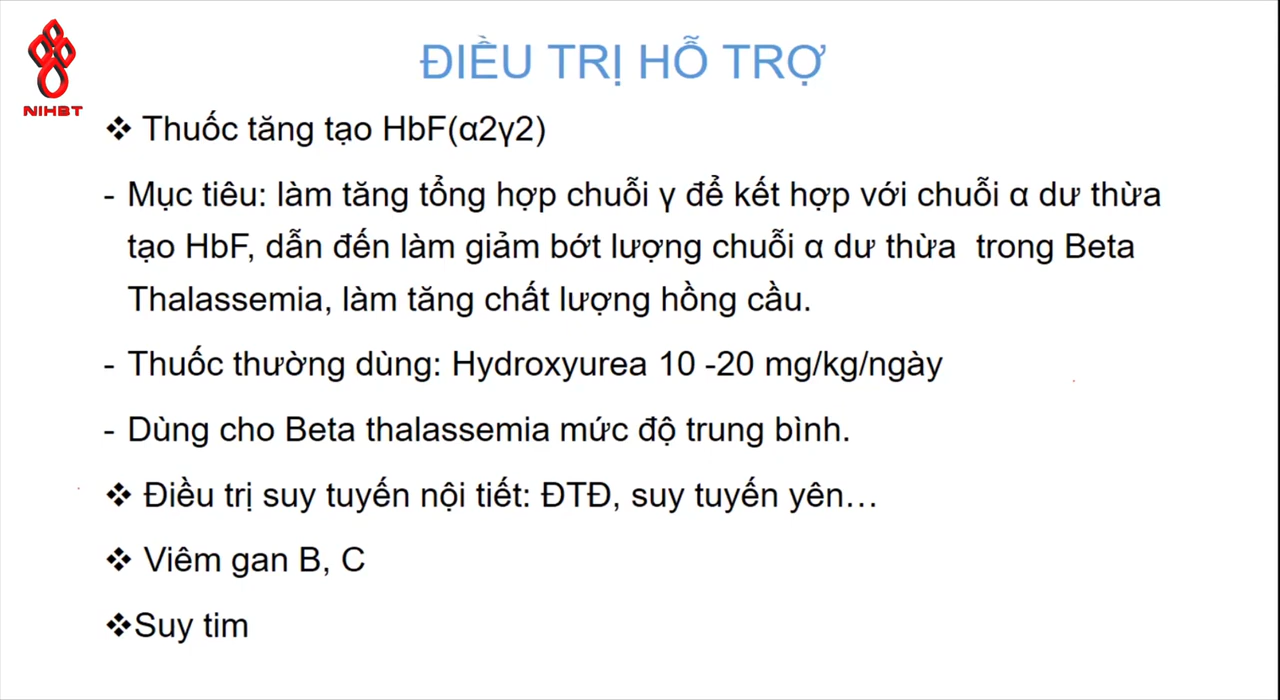 NIHBT
ĐIỀU TRỊ HỖ TRỢ
❖ Thuốc tăng tạo HbF(α2γ2)
- Mục tiêu: làm tăng tổng hợp chuỗi γ để kết hợp với chuỗi α dư thừa
tạo HbF, dẫn đến làm giảm bớt lượng chuỗi α dư thừa trong Beta
Thalassemia, làm tăng chất lượng hồng cầu.
- Thuốc thường dùng: Hydroxyurea 10 -20 mg/kg/ngày
- Dùng cho Beta thalassemia mức độ trung bình.
❖ Điều trị suy tuyến nội tiết: ĐTĐ, suy tuyến yên…
❖ Viêm gan B, C
❖Suy tim